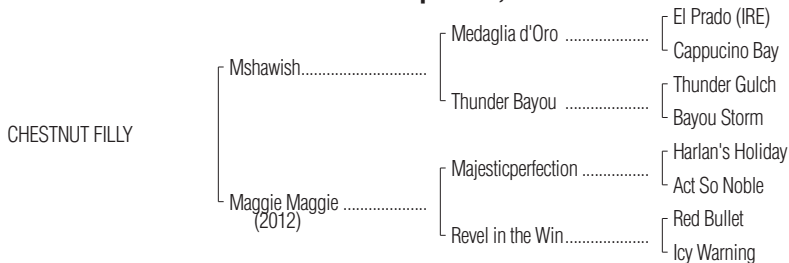 El Prado (IRE)
Medaglia d'Oro ....................
Cappucino Bay
Mshawish..............................
Thunder Gulch
Thunder Bayou ....................
Bayou Storm
CHESTNUT FILLY
Harlan's Holiday
Majesticperfection ................
Act So Noble
Maggie Maggie ....................
(2012)
Red Bullet
Revel in the Win....................
Icy Warning